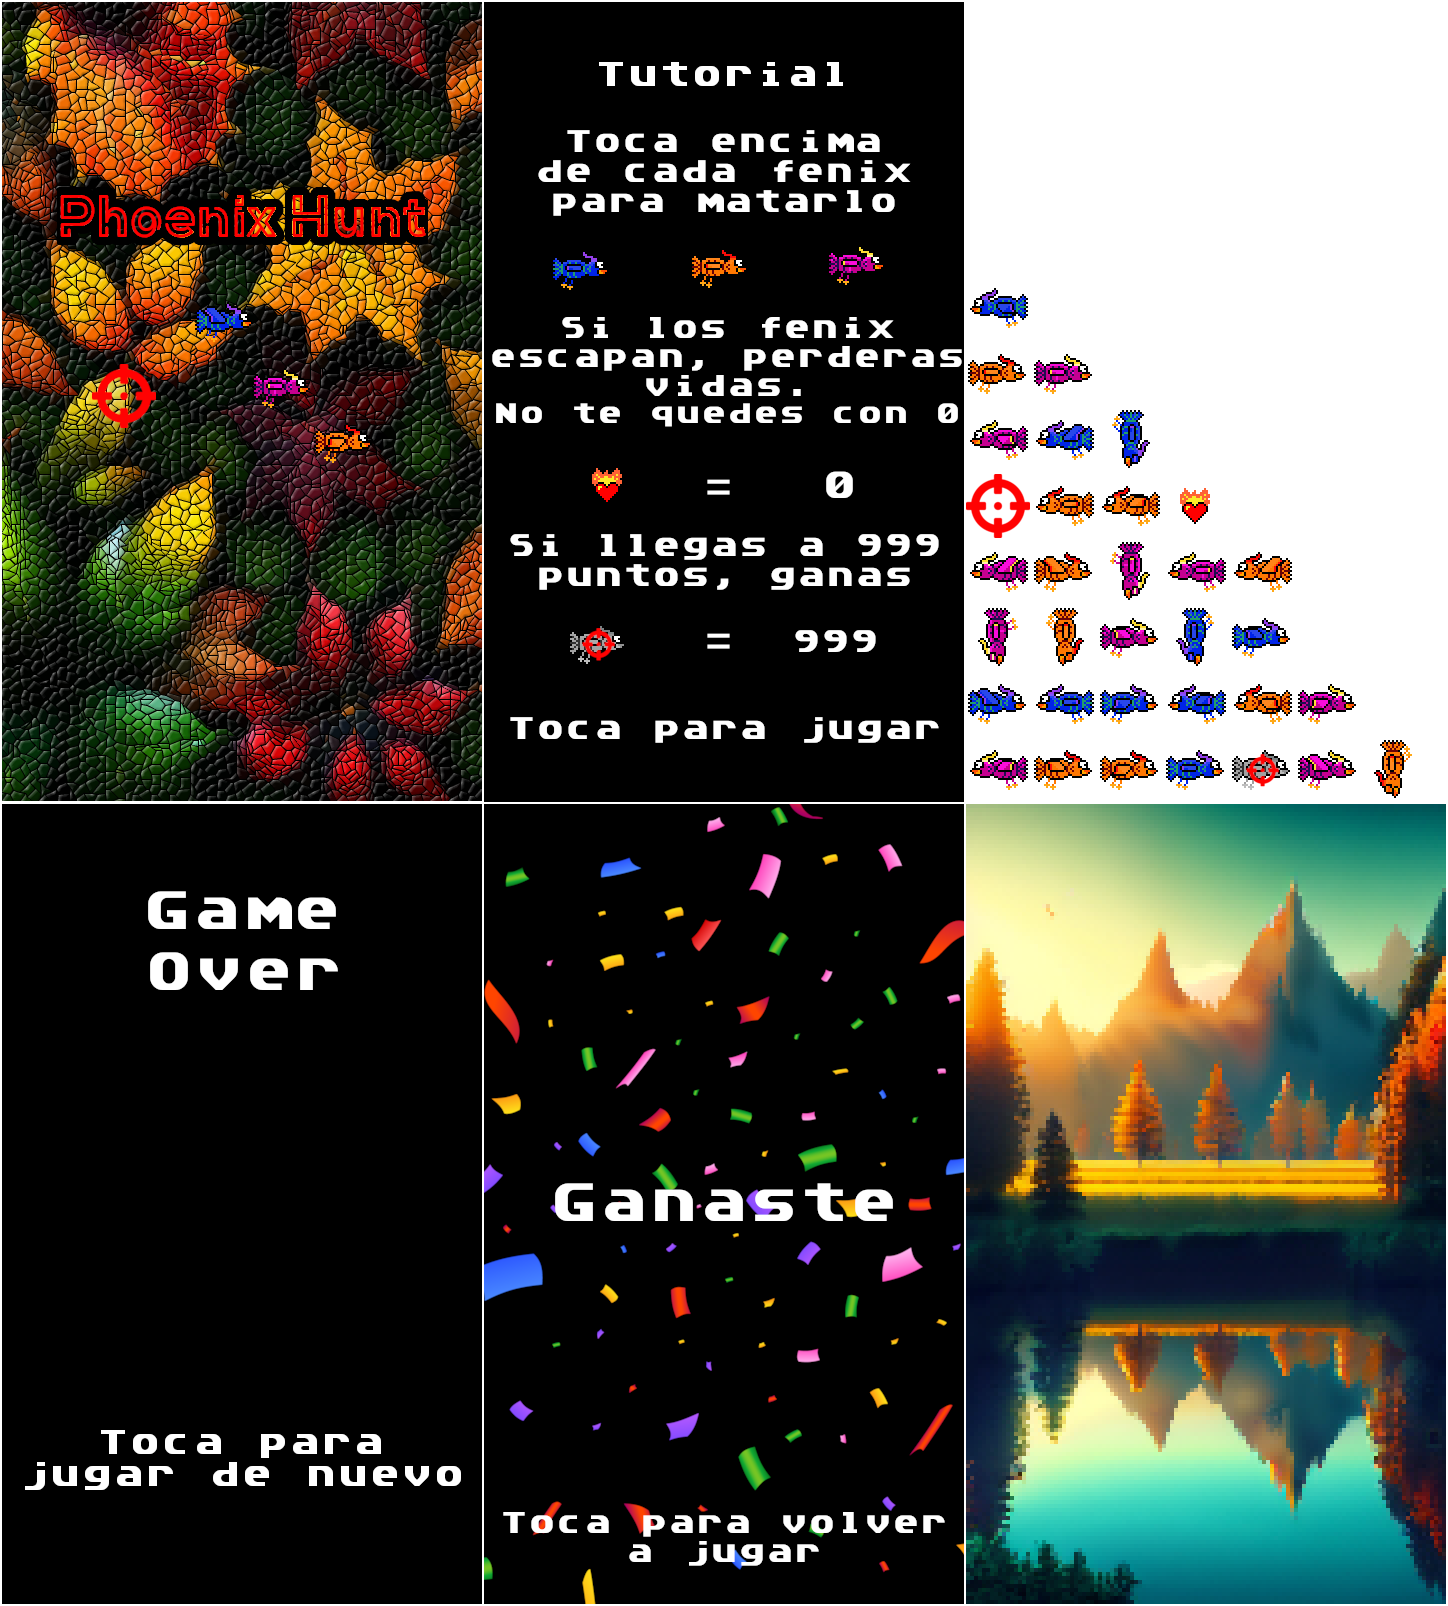 Phoenix Hunt
Tutorial
Toca encima
de cada fenix
para matarlo
Si los fenix
escapan, perderas
vidas.
No te quedes con 0
= 0
Si llegas a 999
puntos, ganas
= 999
Toca para jugar
Game
Over
Toca para
jugar de nuevo
Ganaste
Toca para volver
a jugar